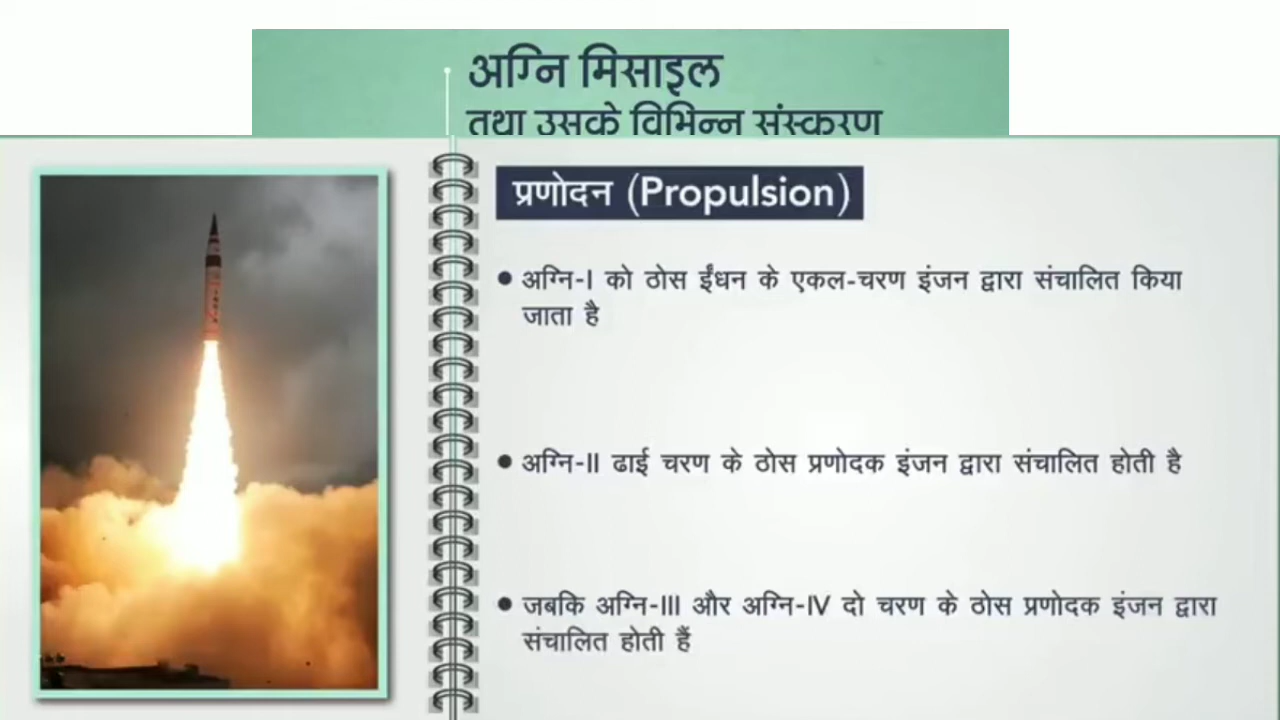 अग्नि मिसाइल
तथा उसके विभिन्न संस्करण
प्रणोदन (Propulsion)
• अग्नि-I को ठोस ईंधन के एकल-चरण इंजन द्वारा संचालित किया
जाता है
• अग्नि-II ढाई चरण के ठोस प्रणोदक इंजन द्वारा संचालित होती है
• जबकि अग्नि-III और अग्नि-IV दो चरण के ठोस प्रणोदक इंजन द्वारा
संचालित होती हैं